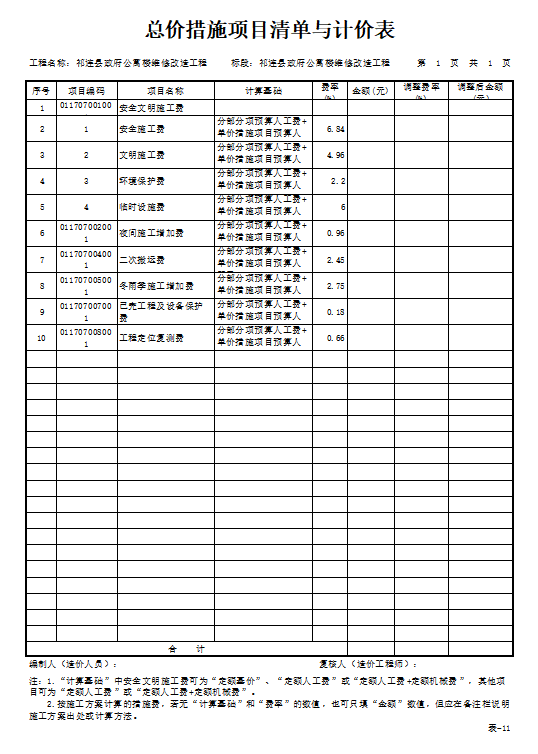 总价措施项目清单与计价表
工程名称：祁连县政府公寓楼维修改造工程 标段：祁连县政府公寓楼维修改造工程 第 1 页 共 1 页
序号 项目编码 项目名称 计算基础 费率(%) 金额(元) 调整费率(%) 调整后金额(元)
1 01170700100 安全文明施工费
2 1 安全施工费 分部分项预算人工费+ 6.84
单价措施项目预算人
3 2 文明施工费 分部分项预算人工费+ 4.96
单价措施项目预算人
4 3 环境保护费 分部分项预算人工费+ 2.2
单价措施项目预算人
5 4 临时设施费 分部分项预算人工费+ 6
单价措施项目预算人
6 011707002001 夜间施工增加费 分部分项预算人工费+ 0.96
单价措施项目预算人
7 011707004001 二次搬运费 分部分项预算人工费+ 2.45
单价措施项目预算人
8 011707005001 冬雨季施工增加费 分部分项预算人工费+ 2.75
单价措施项目预算人
9 011707007001 已完工程及设备保护费 分部分项预算人工费+ 0.18
单价措施项目预算人
10 011707008001 工程定位复测费 分部分项预算人工费+ 0.66
单价措施项目预算人
合 计
编制人（造价人员）： 复核人（造价工程师）：
注：1.“计算基础”中安全文明施工费可为“定额基价”、“定额人工费”或“定额人工费+定额机械费”，其他项
目可为“定额人工费”或“定额人工费+定额机械费”。
2.按施工方案计算的措施费，若无“计算基础”和“费率”的数值，也可只填“金额”数值，但应在备注栏说明
施工方案出处或计算方法。
表-11